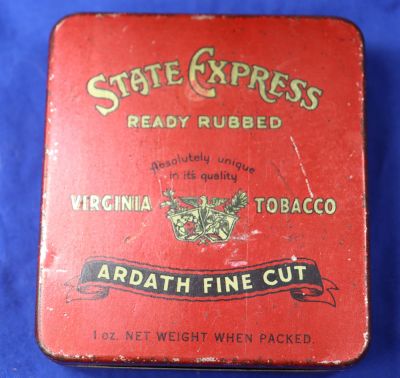 STATE EXPRESS
READY RUBBED
Absolutely unique
in its quality
VIRGINIA TOBACCO
ARDATH FINE CUT
1 oz. NET WEIGHT WHEN PACKED.